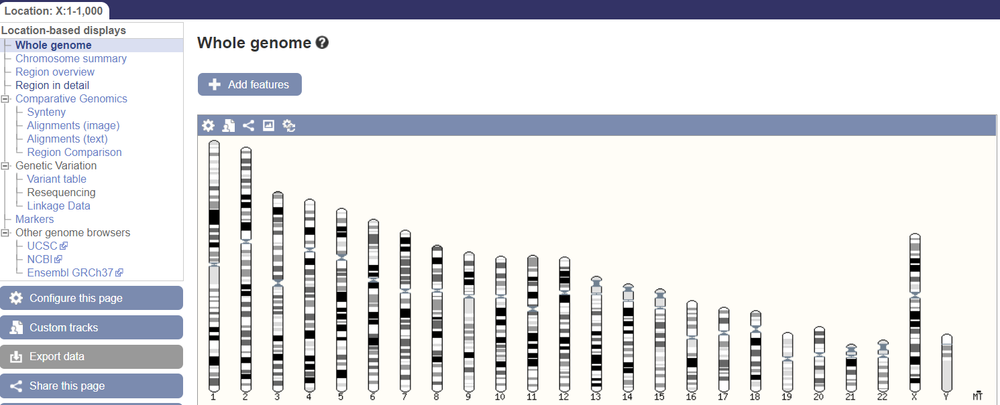 Location: X:1-1,000
Location-based displays
Whole genome
Chromosome summary
Region overview
Region in detail
Comparative Genomics
Synteny
Alignments (image)
Alignments (text)
Region Comparison
Genetic Variation
Variant table
Resequencing
Linkage Data
Markers
Other genome browsers
UCSC
NCBI
Ensembl GRCh37
Configure this page
Custom tracks
Export data
Share this page
Whole genome ?
Add features
1 2 3 4 5 6 7 8 9 10 11 12 13 14 15 16 17 18 19 20 21 22 X Y MT